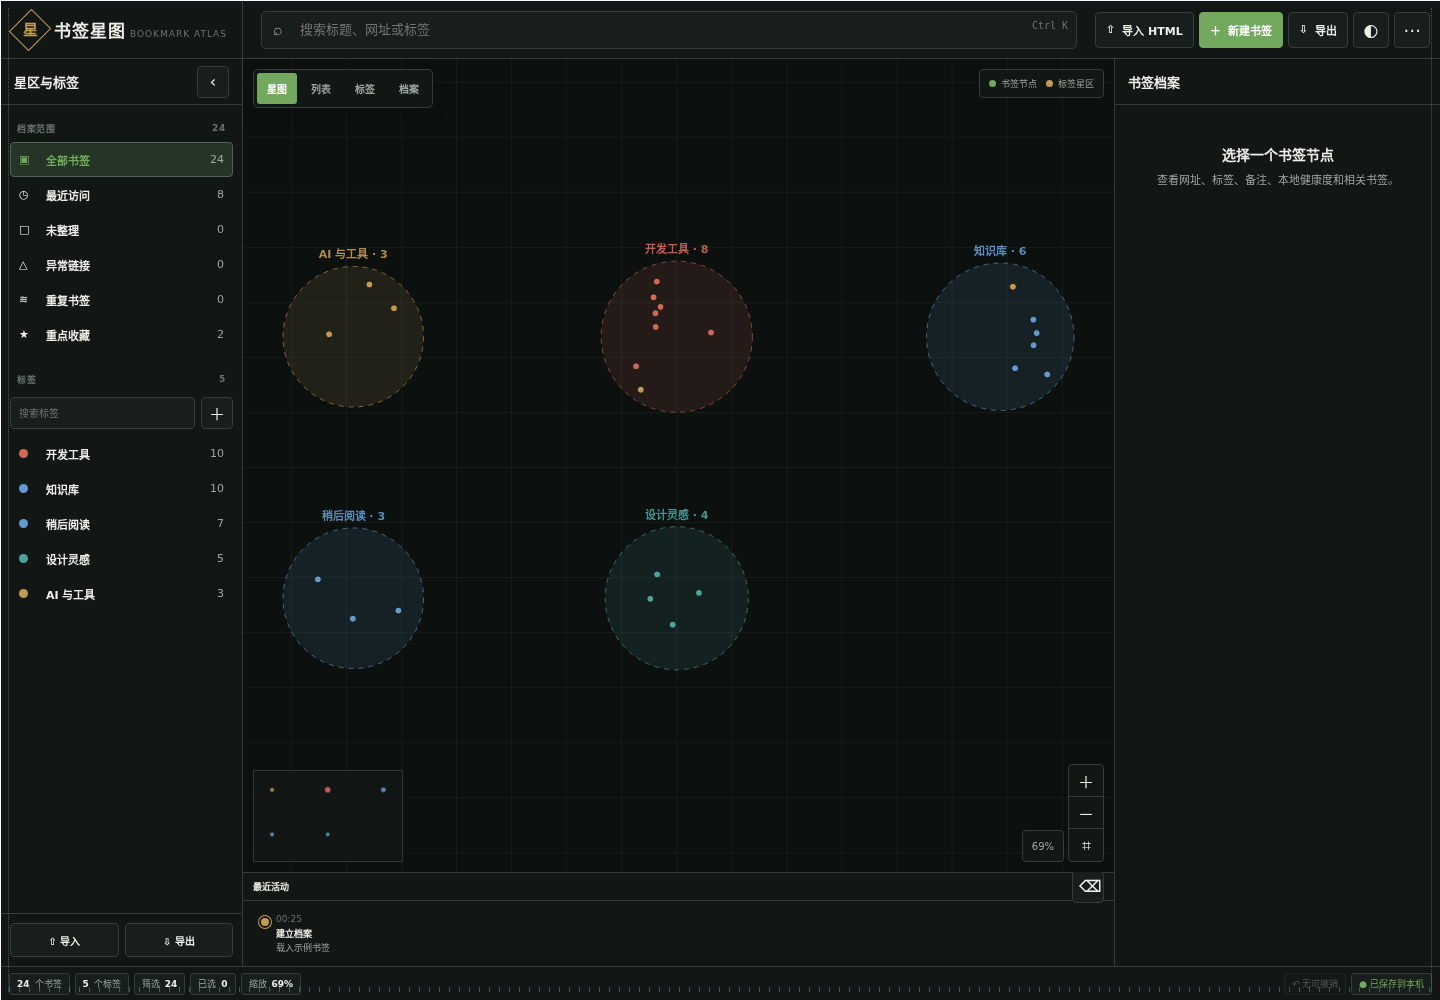 星 书签星图 BOOKMARK ATLAS
搜索标题、网址或标签
Ctrl K
⇧ 导入 HTML
＋ 新建书签
⇩ 导出
星区与标签
档案范围 24
全部书签 24
最近访问 8
未整理 0
异常链接 0
重复书签 0
重点收藏 2
标签 5
搜索标签
＋
开发工具 10
知识库 10
稍后阅读 7
设计灵感 5
AI 与工具 3
⇧ 导入
⇩ 导出
星图 列表 标签 档案
书签节点 标签星区
AI 与工具 · 3
开发工具 · 8
知识库 · 6
稍后阅读 · 3
设计灵感 · 4
69%
最近活动
00:25
建立档案
载入示例书签
书签档案
选择一个书签节点
查看网址、标签、备注、本地健康度和相关书签。
24 个书签
5 个标签
筛选 24
已选 0
缩放 69%
↶ 无可撤销
● 已保存到本机